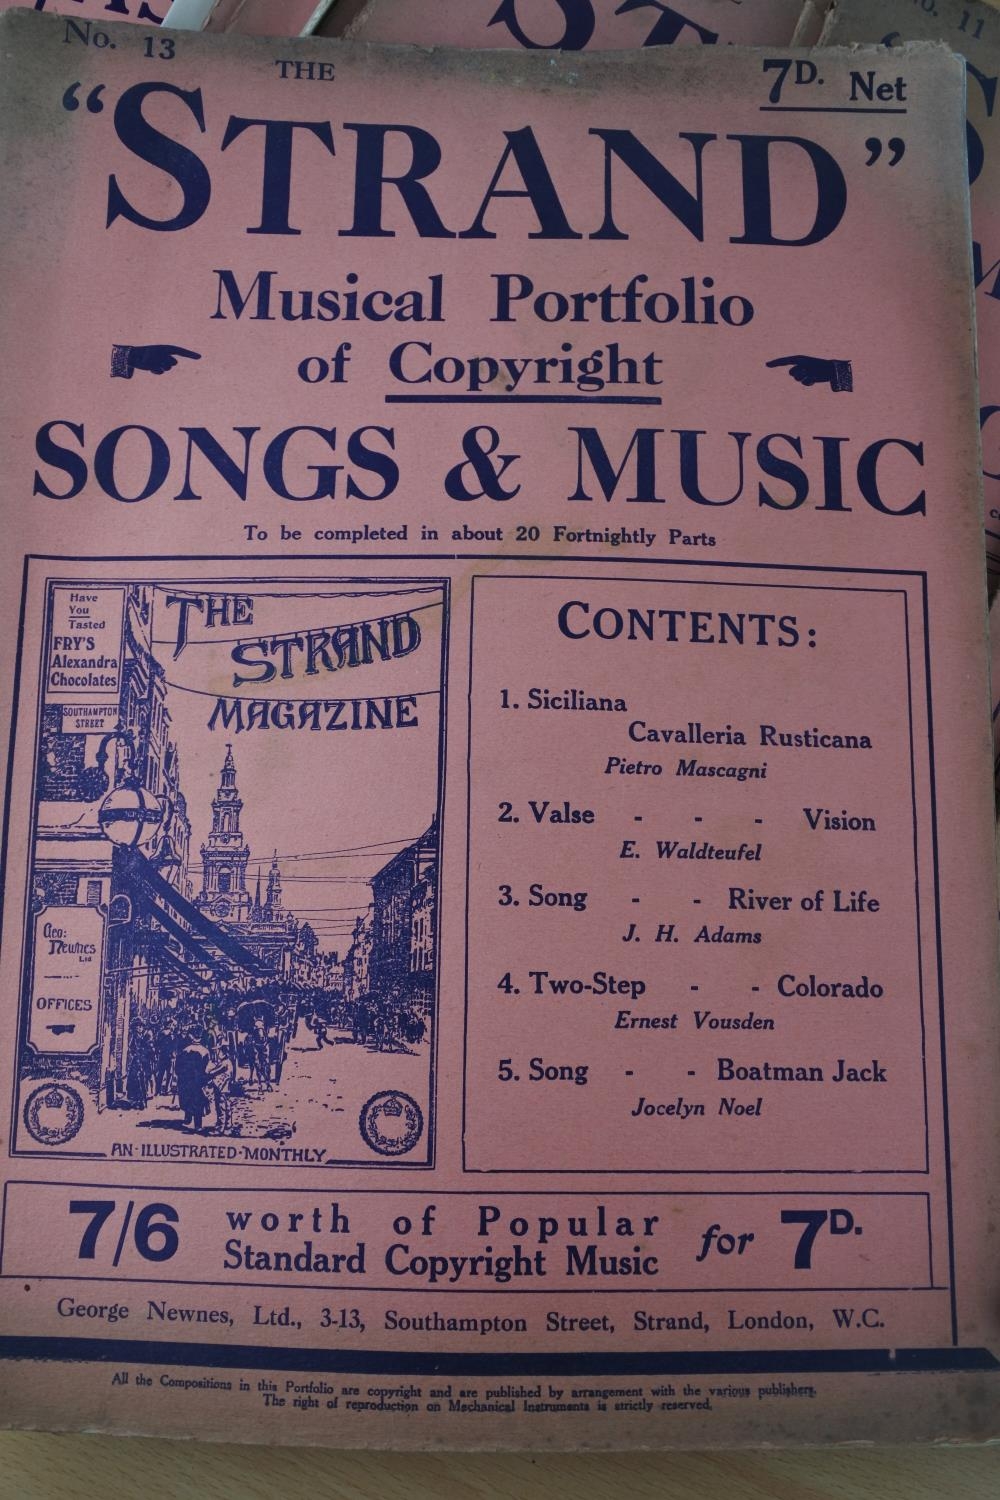 No. 13
THE
7D. Net
"STRAND"
Musical Portfolio
of Copyright
SONGS & MUSIC
To be completed in about 20 Fortnightly Parts
Have
You
Tasted
FRY'S
Alexandra
Chocolates
SOUTHAMPTON
STREET
THE
STRAND
MAGAZINE
Geo:
Newnes
Ltd
OFFICES
AN·ILLUSTRATED·MONTHLY
CONTENTS:
1. Siciliana
Cavalleria Rusticana
Pietro Mascagni
2. Valse - - - Vision
E. Waldteufel
3. Song - - River of Life
J. H. Adams
4. Two-Step - - Colorado
Ernest Vousden
5. Song - - Boatman Jack
Jocelyn Noel
7/6 worth of Popular
Standard Copyright Music for 7D.
George Newnes, Ltd., 3-13, Southampton Street, Strand, London, W.C.
All the Compositions in this Portfolio are copyright and are published by arrangement with the various publishers.
The right of reproduction on Mechanical Instruments is strictly reserved.
No. 11